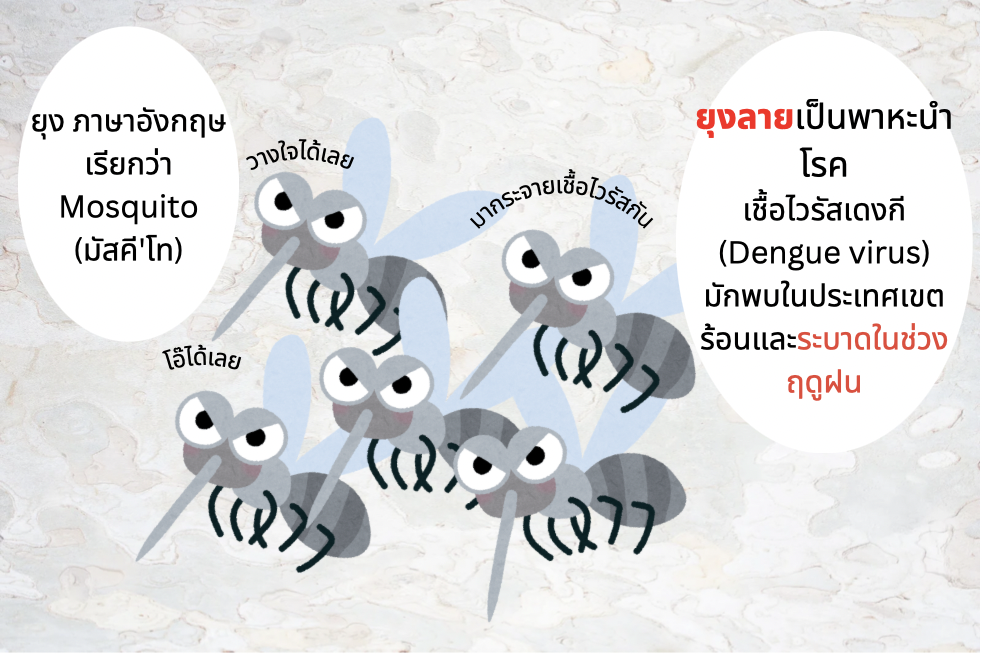 ยุง ภาษาอังกฤษ
เรียกว่า
Mosquito
(มัสคี'โท)
วางใจได้เลย
มากระจายเชื้อไวรัสกัน
โอ๊ได้เลย
ยุงลายเป็นพาหะนำ
โรค
เชื้อไวรัสเดงกี
(Dengue virus)
มักพบในประเทศเขต
ร้อนและระบาดในช่วง
ฤดูฝน